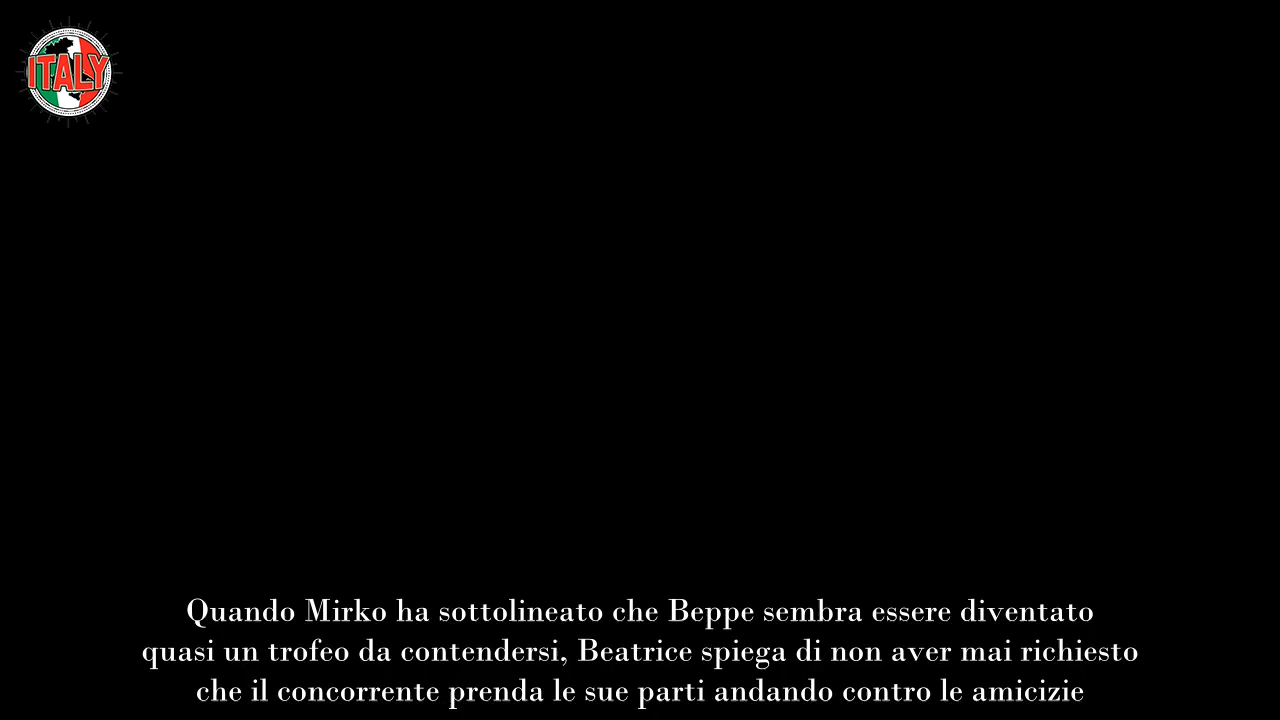 ITALY
Quando Mirko ha sottolineato che Beppe sembra essere diventato
quasi un trofeo da contendersi, Beatrice spiega di non aver mai richiesto
che il concorrente prenda le sue parti andando contro le amicizie